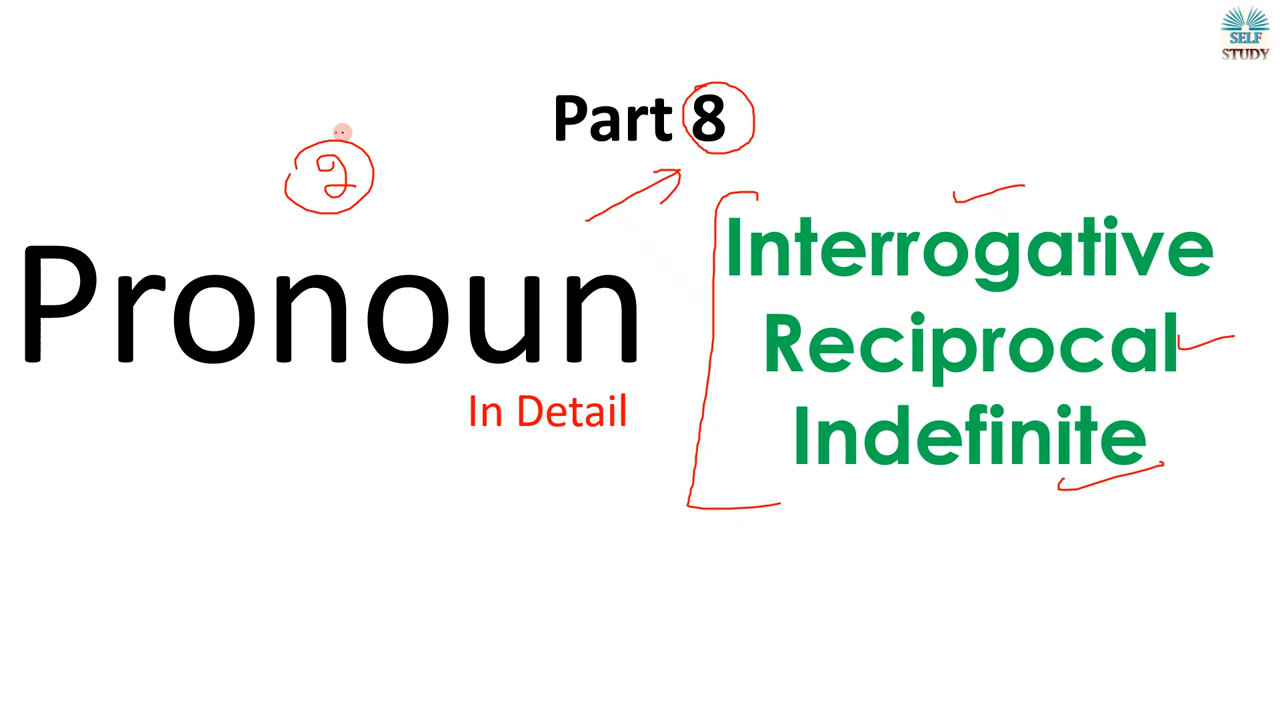 SELF
STUDY
Part 8
2
Pronoun
In Detail
Interrogative
Reciprocal
Indefinite